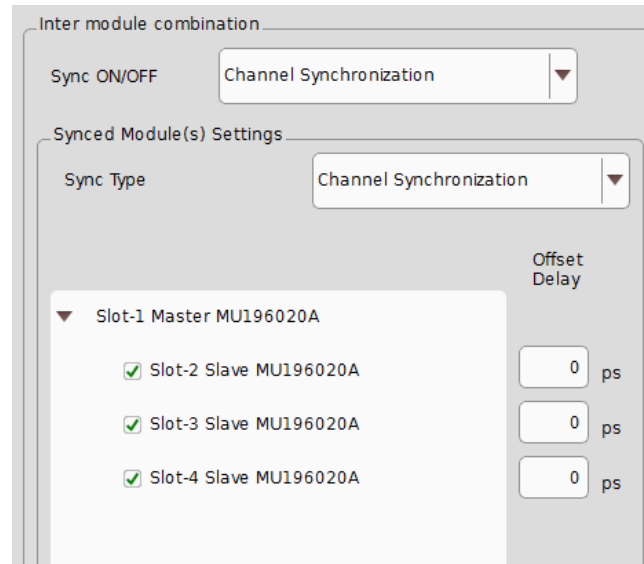 Inter module combination
Sync ON/OFF Channel Synchronization
Synced Module(s) Settings
Sync Type Channel Synchronization
Offset
Delay
Slot-1 Master MU196020A
Slot-2 Slave MU196020A 0 ps
Slot-3 Slave MU196020A 0 ps
Slot-4 Slave MU196020A 0 ps